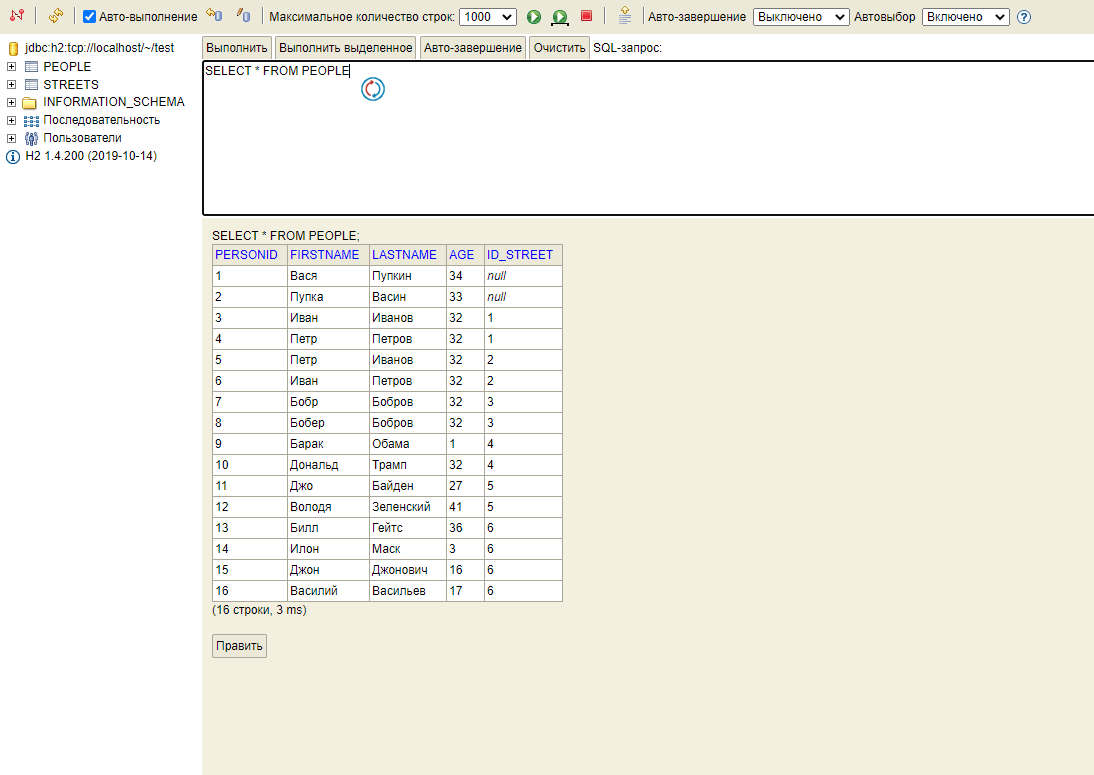 Авто-выполнение Максимальное количество строк: 1000 Авто-завершение Выключено Автовыбор Включено ?
jdbc:h2:tcp://localhost/~/test
PEOPLE
STREETS
INFORMATION_SCHEMA
Последовательность
Пользователи
H2 1.4.200 (2019-10-14)
Выполнить Выполнить выделенное Авто-завершение Очистить SQL-запрос:
SELECT * FROM PEOPLE
SELECT * FROM PEOPLE;
PERSONID FIRSTNAME LASTNAME AGE ID_STREET
1 Вася Пупкин 34 null
2 Пупка Васин 33 null
3 Иван Иванов 32 1
4 Петр Петров 32 1
5 Петр Иванов 32 2
6 Иван Петров 32 2
7 Бобр Бобров 32 3
8 Бобер Бобров 32 3
9 Барак Обама 1 4
10 Дональд Трамп 32 4
11 Джо Байден 27 5
12 Володя Зеленский 41 5
13 Билл Гейтс 36 6
14 Илон Маск 3 6
15 Джон Джонович 16 6
16 Василий Васильев 17 6
(16 строки, 3 ms)
Править